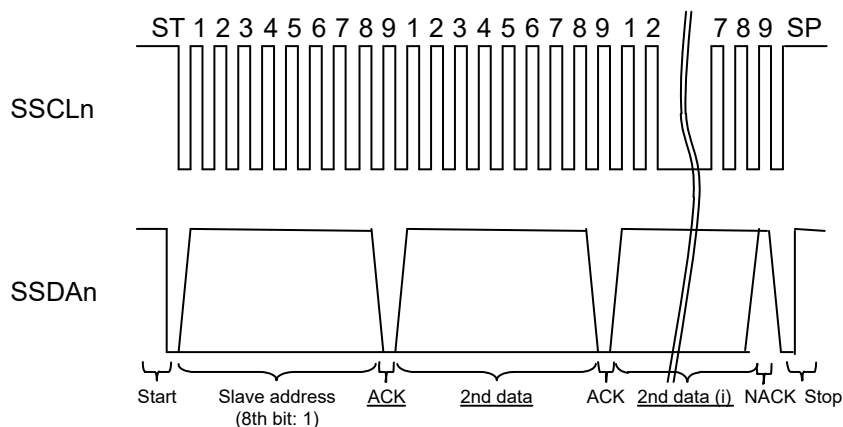 ST 1 2 3 4 5 6 7 8 9 1 2 3 4 5 6 7 8 9 1 2 7 8 9 SP
SSCLn
SSDAn
Start Slave address ACK 2nd data ACK 2nd data (i) NACK Stop
(8th bit: 1)